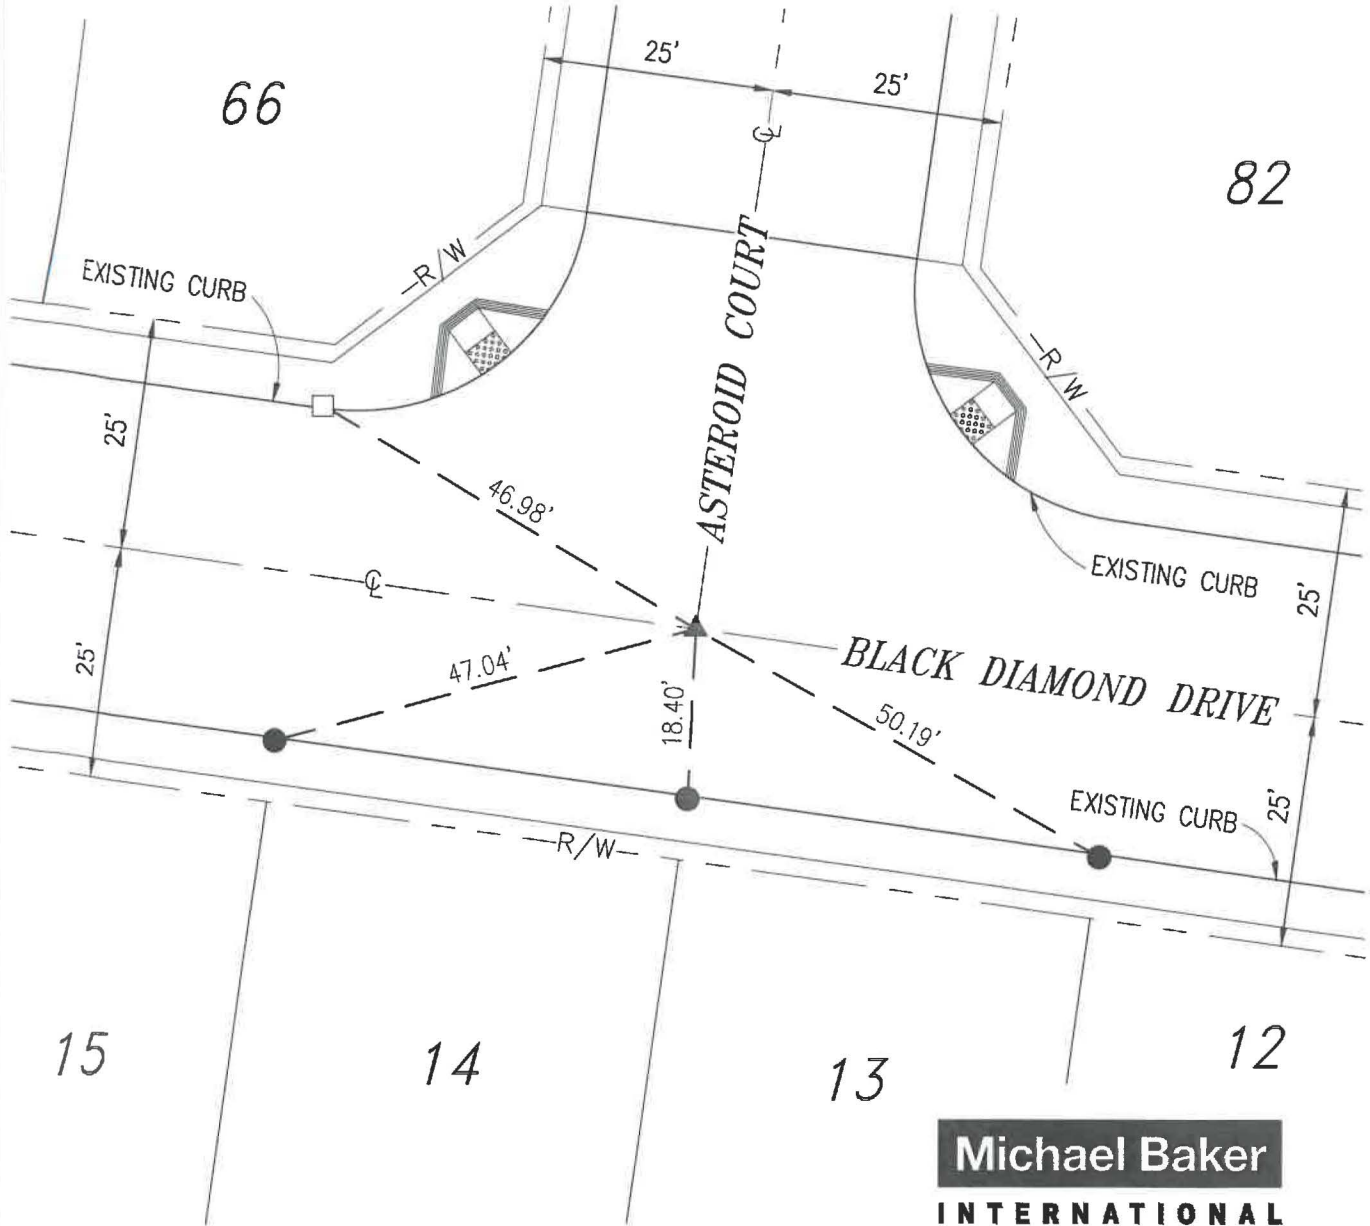 25'
25'
66
℄
82
—R/W—
EXISTING CURB
ASTEROID COURT
—R/W—
25'
46.98'
EXISTING CURB
℄
25'
25'
47.04'
BLACK DIAMOND DRIVE
18.40'
50.19'
EXISTING CURB
25'
—R/W—
15
14
13
12
Michael Baker
INTERNATIONAL